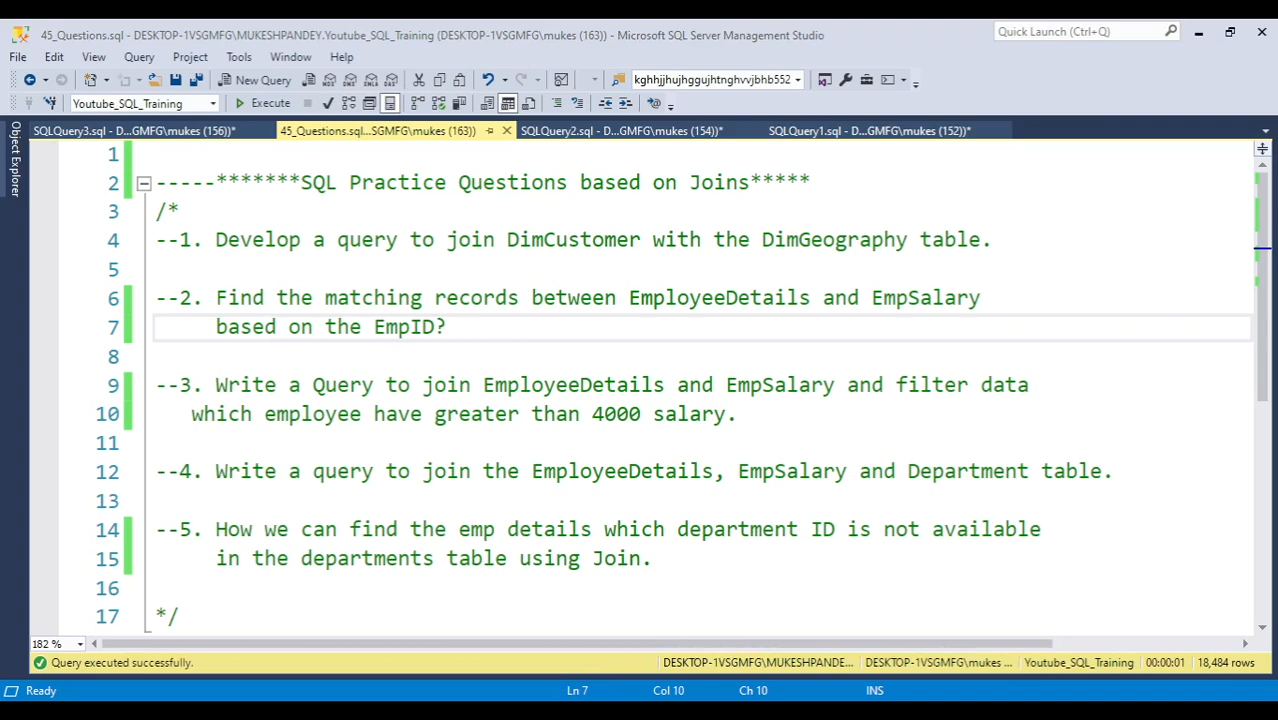 45_Questions.sql - DESKTOP-1VSGMFG\MUKESHPANDEY.Youtube_SQL_Training (DESKTOP-1VSGMFG\mukes (163)) - Microsoft SQL Server Management Studio
Quick Launch (Ctrl+Q)
File Edit View Query Project Tools Window Help
New Query
kghhjjhujhggujhtnghvvjbhb552
Youtube_SQL_Training
Execute
SQLQuery3.sql - D...GMFG\mukes (156))*
45_Questions.sql...SGMFG\mukes (163))
SQLQuery2.sql - D...GMFG\mukes (154))*
SQLQuery1.sql - D...GMFG\mukes (152))*
Object Explorer
1
2 -----*******SQL Practice Questions based on Joins*****
3 /*
4 --1. Develop a query to join DimCustomer with the DimGeography table.
5
6 --2. Find the matching records between EmployeeDetails and EmpSalary
7 based on the EmpID?
8
9 --3. Write a Query to join EmployeeDetails and EmpSalary and filter data
10 which employee have greater than 4000 salary.
11
12 --4. Write a query to join the EmployeeDetails, EmpSalary and Department table.
13
14 --5. How we can find the emp details which department ID is not available
15 in the departments table using Join.
16
17 */
182 %
Query executed successfully.
DESKTOP-1VSGMFG\MUKESHPANDE...
DESKTOP-1VSGMFG\mukes ...
Youtube_SQL_Training
00:00:01
18,484 rows
Ready
Ln 7
Col 10
Ch 10
INS